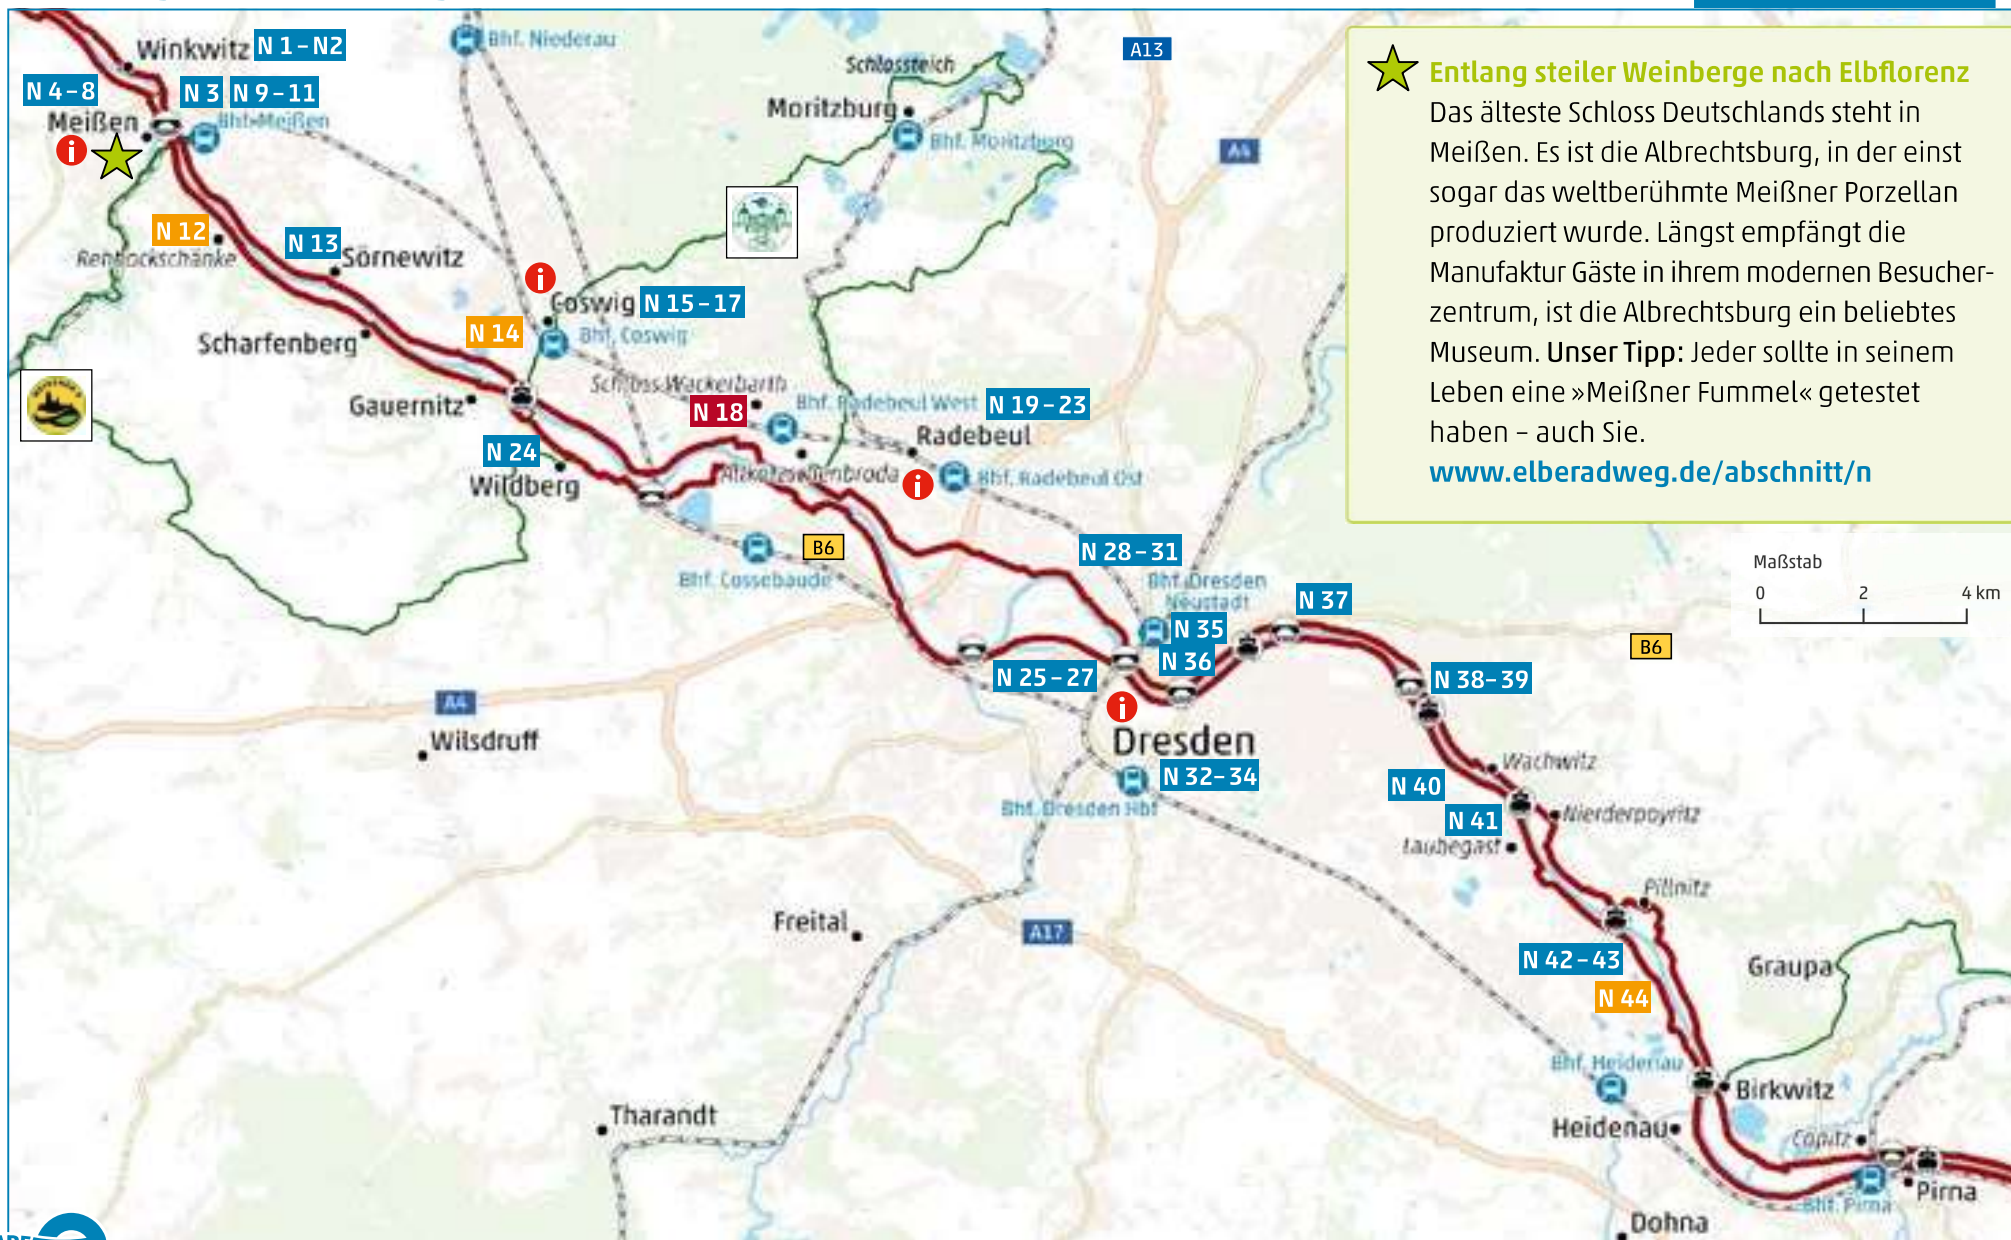 Winkwitz N 1–N2
Bhf. Niederau
A13
Schlossteich
N 4–8
N 3 N 9–11
Moritzburg
Meißen
Bhf. Meißen
Bhf. Moritzburg
A4
Entlang steiler Weinberge nach Elbflorenz
Das älteste Schloss Deutschlands steht in
Meißen. Es ist die Albrechtsburg, in der einst
sogar das weltberühmte Meißner Porzellan
produziert wurde. Längst empfängt die
Manufaktur Gäste in ihrem modernen Besucher-
zentrum, ist die Albrechtsburg ein beliebtes
Museum. Unser Tipp: Jeder sollte in seinem
Leben eine »Meißner Fummel« getestet
haben – auch Sie.
www.elberadweg.de/abschnitt/n
N 12
Rehbockschänke
N 13 Sörnewitz
Coswig N 15–17
N 14
Bhf. Coswig
Scharfenberg
Schloss Wackerbarth
Gauernitz
N 18
Bhf. Radebeul West N 19–23
Radebeul
N 24
Altkötzschenbroda
Bhf. Radebeul Ost
Wildberg
B6
N 28–31
Maßstab
0 2 4 km
Bhf. Cossebaude
Bhf. Dresden
Neustadt
N 37
N 35
N 36
B6
N 25–27
N 38–39
A4
Wilsdruff
Dresden
N 32–34
Bhf. Dresden Hbf
Wachwitz
N 40
N 41
Nierderpoyritz
Laubegast
Pillnitz
Freital
A17
N 42–43
Graupa
N 44
Bhf. Heidenau
Birkwitz
Tharandt
Heidenau
Copitz
Pirna
Bhf. Pirna
Dohna